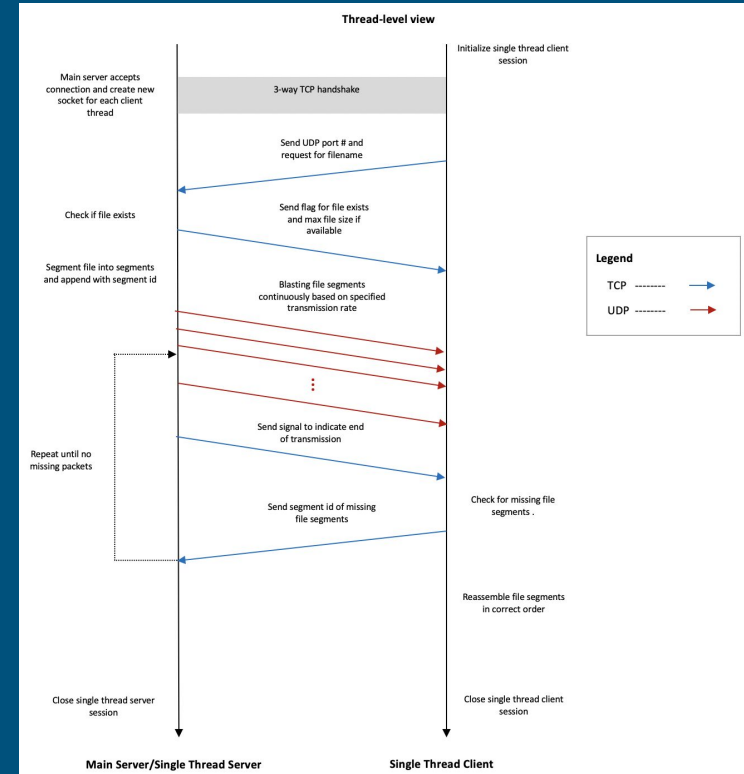 Thread-level view
Initialize single thread client
session
Main server accepts
connection and create new
socket for each client
thread
3-way TCP handshake
Send UDP port # and
request for filename
Check if file exists
Send flag for file exists
and max file size if
available
Segment file into segments
and append with segment id
Blasting file segments
continuously based on specified
transmission rate
Legend
TCP --------
UDP --------
Send signal to indicate end
of transmission
Repeat until no
missing packets
Check for missing file
segments .
Send segment id of missing
file segments
Reassemble file segments
in correct order
Close single thread server
session
Close single thread client
session
Main Server/Single Thread Server
Single Thread Client